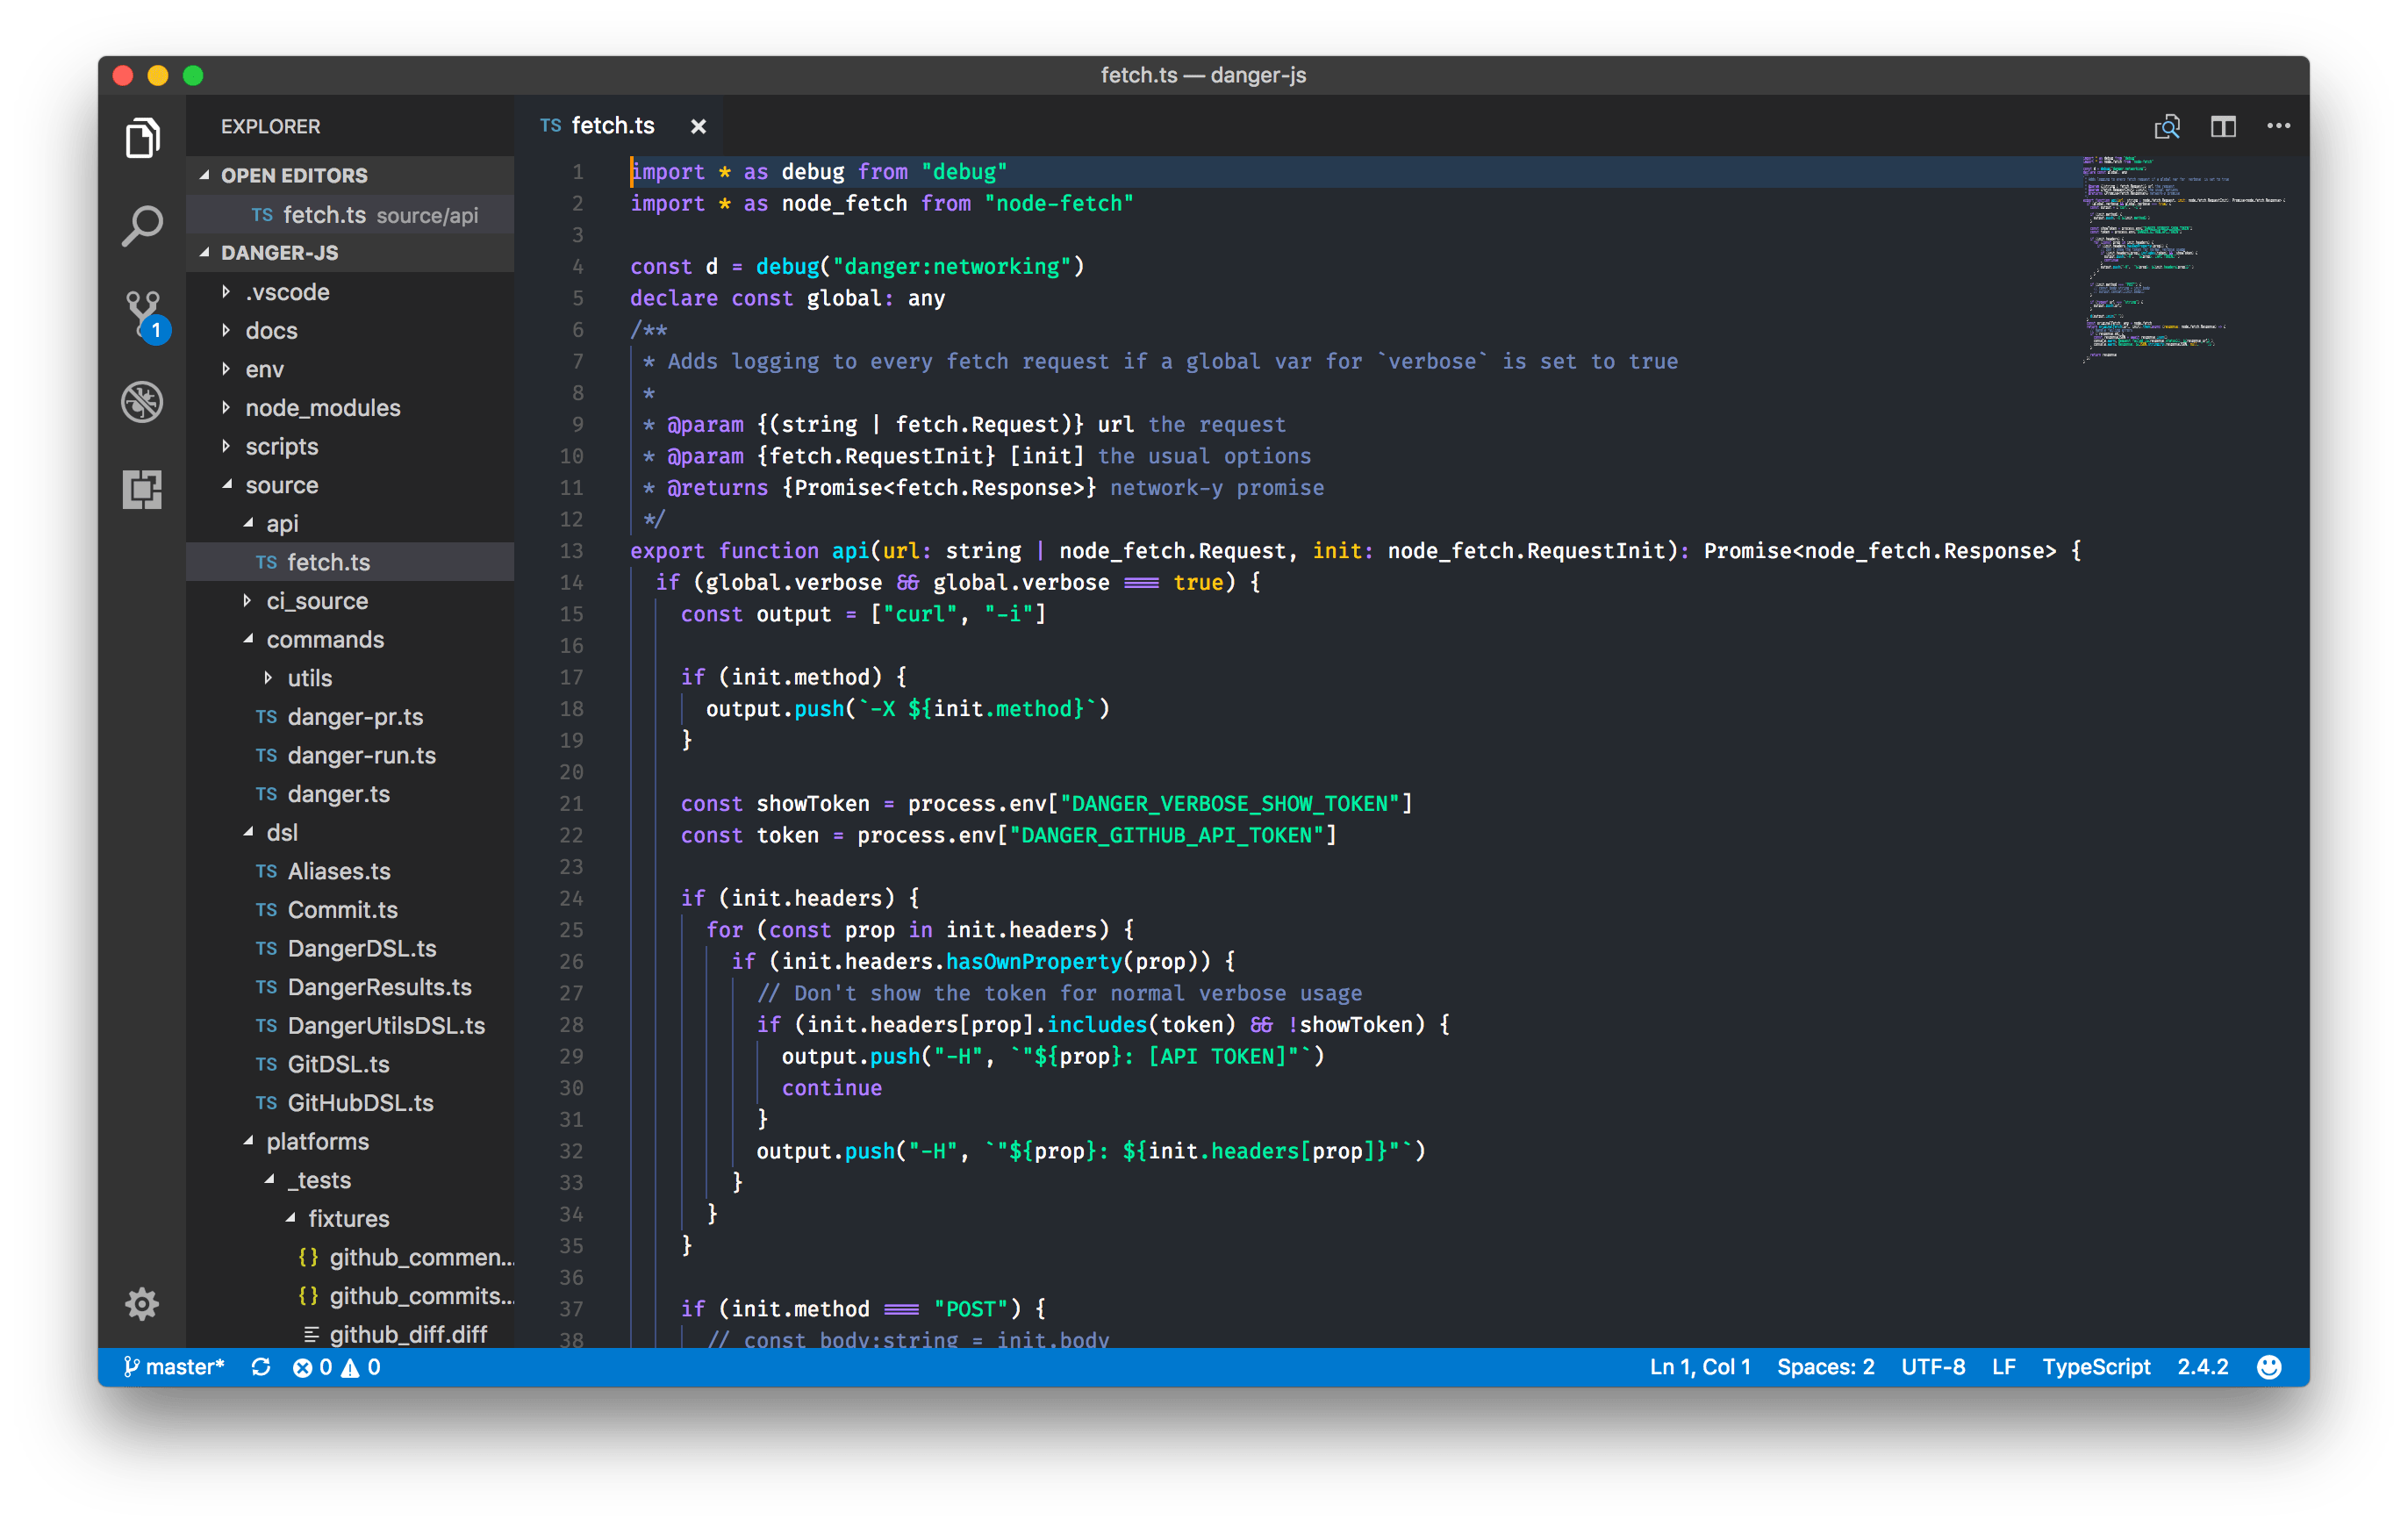 fetch.ts — danger-js
EXPLORER
OPEN EDITORS
TS fetch.ts source/api
DANGER-JS
.vscode
docs
env
node_modules
scripts
source
api
TS fetch.ts
ci_source
commands
utils
TS danger-pr.ts
TS danger-run.ts
TS danger.ts
dsl
TS Aliases.ts
TS Commit.ts
TS DangerDSL.ts
TS DangerResults.ts
TS DangerUtilsDSL.ts
TS GitDSL.ts
TS GitHubDSL.ts
platforms
_tests
fixtures
{} github_commen...
{} github_commits...
github_diff.diff
1
TS fetch.ts ×
1 import * as debug from "debug"
2 import * as node_fetch from "node-fetch"
3
4 const d = debug("danger:networking")
5 declare const global: any
6 /**
7 * Adds logging to every fetch request if a global var for `verbose` is set to true
8 *
9 * @param {(string | fetch.Request)} url the request
10 * @param {fetch.RequestInit} [init] the usual options
11 * @returns {Promise<fetch.Response>} network-y promise
12 */
13 export function api(url: string | node_fetch.Request, init: node_fetch.RequestInit): Promise<node_fetch.Response> {
14 if (global.verbose && global.verbose === true) {
15 const output = ["curl", "-i"]
16
17 if (init.method) {
18 output.push(`-X ${init.method}`)
19 }
20
21 const showToken = process.env["DANGER_VERBOSE_SHOW_TOKEN"]
22 const token = process.env["DANGER_GITHUB_API_TOKEN"]
23
24 if (init.headers) {
25 for (const prop in init.headers) {
26 if (init.headers.hasOwnProperty(prop)) {
27 // Don't show the token for normal verbose usage
28 if (init.headers[prop].includes(token) && !showToken) {
29 output.push("-H", `"${prop}: [API TOKEN]"`)
30 continue
31 }
32 output.push("-H", `"${prop}: ${init.headers[prop]}"`)
33 }
34 }
35 }
36
37 if (init.method === "POST") {
38 // const body:string = init.body
master* 0 0
Ln 1, Col 1 Spaces: 2 UTF-8 LF TypeScript 2.4.2